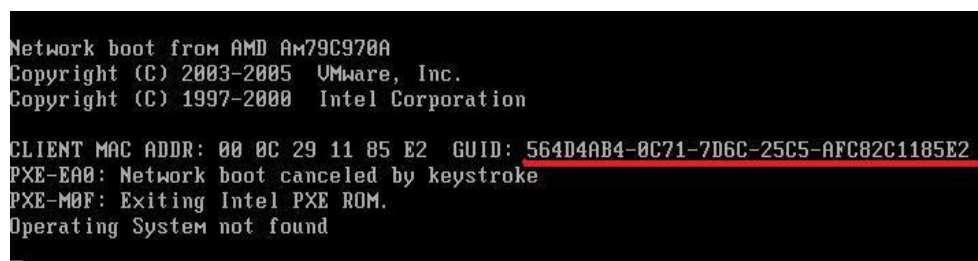 Network boot from AMD Am79C970A
Copyright (C) 2003-2005  VMware, Inc.
Copyright (C) 1997-2000  Intel Corporation
CLIENT MAC ADDR: 00 0C 29 11 85 E2  GUID: 564D4AB4-0C71-7D6C-25C5-AFC82C1185E2
PXE-EA0: Network boot canceled by keystroke
PXE-M0F: Exiting Intel PXE ROM.
Operating System not found